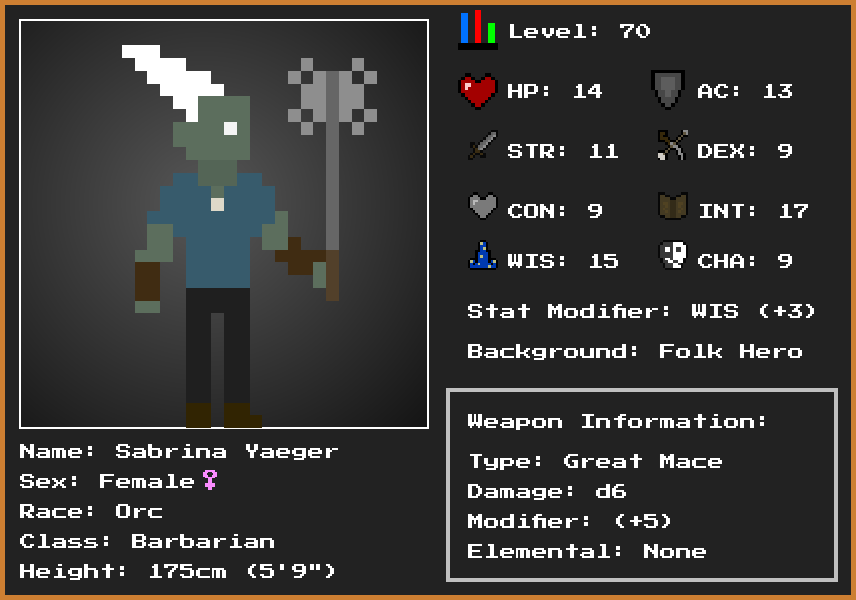 Level: 70
HP: 14
AC: 13
STR: 11
DEX: 9
CON: 9
INT: 17
WIS: 15
CHA: 9
Stat Modifier: WIS (+3)
Background: Folk Hero
Weapon Information:
Type: Great Mace
Damage: d6
Modifier: (+5)
Elemental: None
Name: Sabrina Yaeger
Sex: Female♀
Race: Orc
Class: Barbarian
Height: 175cm (5'9")